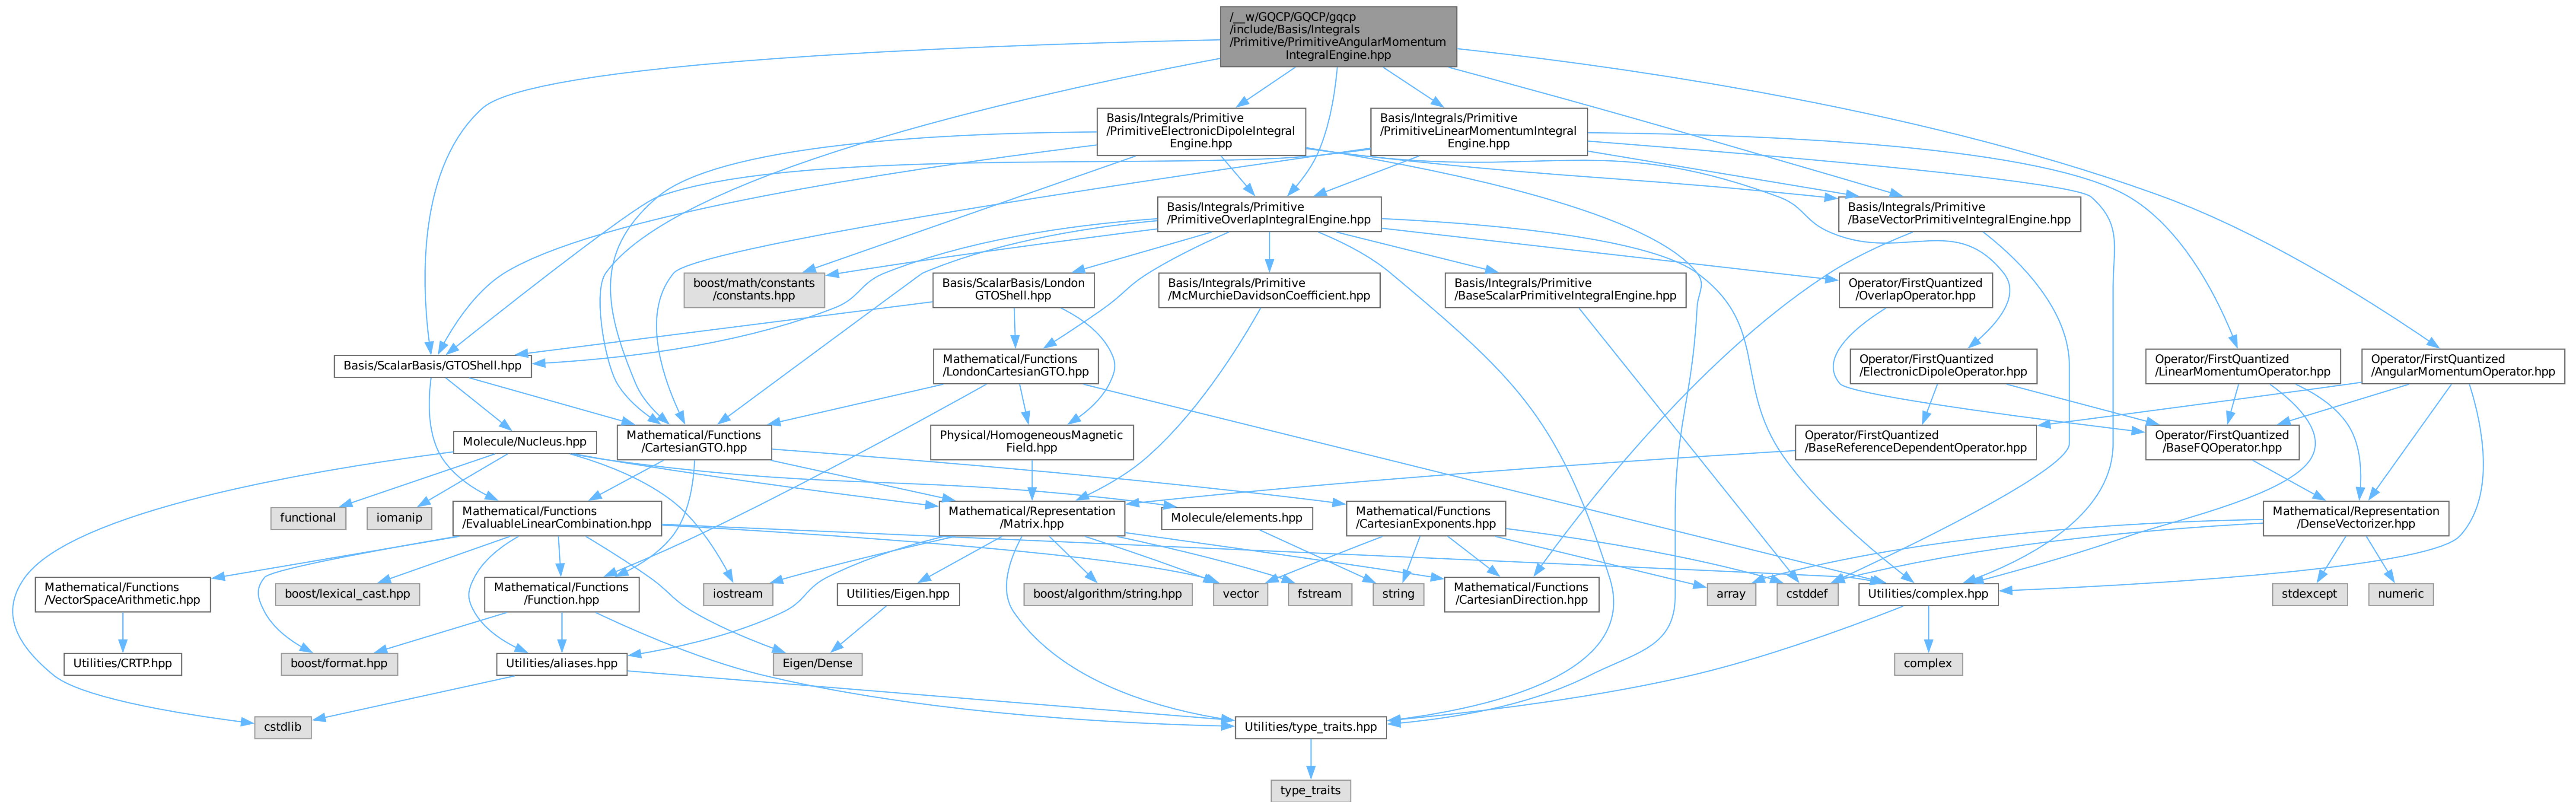 /__w/GQCP/GQCP/gqcp
/include/Basis/Integrals
/Primitive/PrimitiveAngularMomentum
IntegralEngine.hpp
Basis/Integrals/Primitive
/PrimitiveElectronicDipoleIntegral
Engine.hpp
Basis/Integrals/Primitive
/PrimitiveLinearMomentumIntegral
Engine.hpp
Basis/Integrals/Primitive
/PrimitiveOverlapIntegralEngine.hpp
Basis/Integrals/Primitive
/BaseVectorPrimitiveIntegralEngine.hpp
boost/math/constants
/constants.hpp
Basis/ScalarBasis/London
GTOShell.hpp
Basis/Integrals/Primitive
/McMurchieDavidsonCoefficient.hpp
Basis/Integrals/Primitive
/BaseScalarPrimitiveIntegralEngine.hpp
Operator/FirstQuantized
/OverlapOperator.hpp
Basis/ScalarBasis/GTOShell.hpp
Mathematical/Functions
/LondonCartesianGTO.hpp
Operator/FirstQuantized
/ElectronicDipoleOperator.hpp
Operator/FirstQuantized
/LinearMomentumOperator.hpp
Operator/FirstQuantized
/AngularMomentumOperator.hpp
Molecule/Nucleus.hpp
Mathematical/Functions
/CartesianGTO.hpp
Physical/HomogeneousMagnetic
Field.hpp
Operator/FirstQuantized
/BaseReferenceDependentOperator.hpp
Operator/FirstQuantized
/BaseFQOperator.hpp
functional
iomanip
Mathematical/Functions
/EvaluableLinearCombination.hpp
Mathematical/Representation
/Matrix.hpp
Molecule/elements.hpp
Mathematical/Functions
/CartesianExponents.hpp
Mathematical/Representation
/DenseVectorizer.hpp
Mathematical/Functions
/VectorSpaceArithmetic.hpp
boost/lexical_cast.hpp
Mathematical/Functions
/Function.hpp
iostream
Utilities/Eigen.hpp
boost/algorithm/string.hpp
vector
fstream
string
Mathematical/Functions
/CartesianDirection.hpp
array
cstddef
Utilities/complex.hpp
stdexcept
numeric
Utilities/CRTP.hpp
boost/format.hpp
Utilities/aliases.hpp
Eigen/Dense
complex
cstdlib
Utilities/type_traits.hpp
type_traits